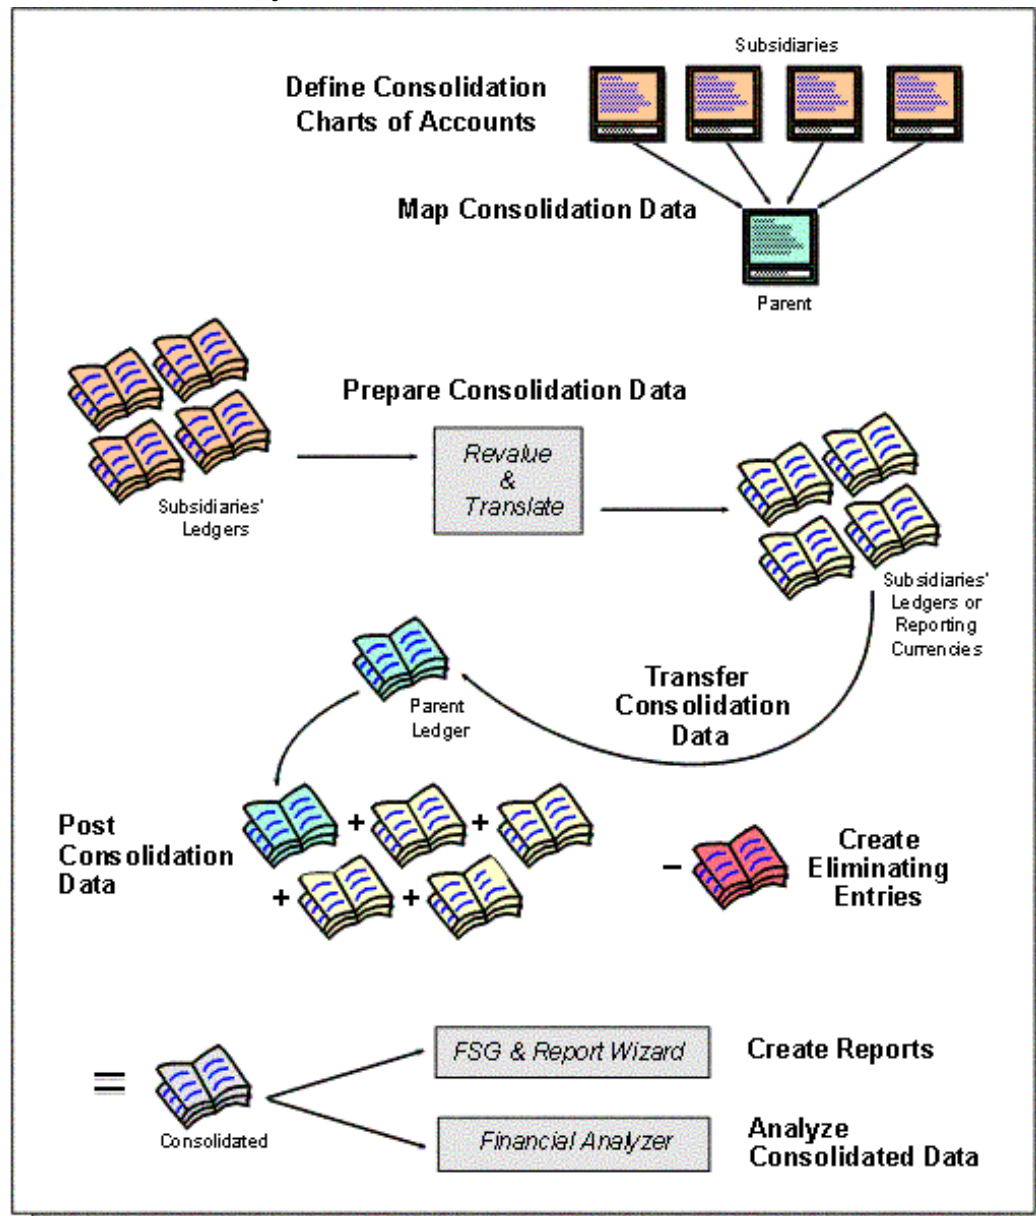 Subsidiaries
Define Consolidation
Charts of Accounts
Map Consolidation Data
Parent
Prepare Consolidation Data
Revalue
&
Translate
Subsidiaries'
Ledgers
Subsidiaries'
Ledgers or
Reporting
Currencies
Transfer
Consolidation
Data
Parent
Ledger
Post
Consolidation
Data
+ +
+ +
–
Create
Eliminating
Entries
=
Consolidated
FSG & Report Wizard
Create Reports
Financial Analyzer
Analyze
Consolidated Data